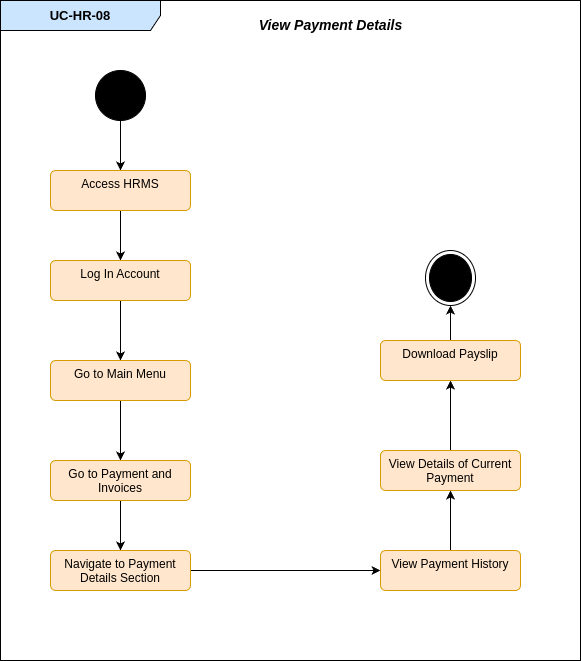 UC-HR-08
View Payment Details
Access HRMS
Log In Account
Go to Main Menu
Go to Payment and
Invoices
Navigate to Payment
Details Section
View Payment History
View Details of Current
Payment
Download Payslip